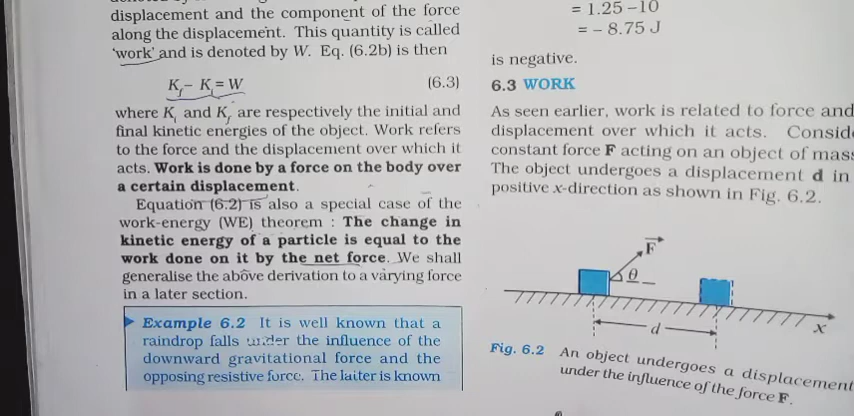 displacement and the component of the force
along the displacement. This quantity is called
'work' and is denoted by W. Eq. (6.2b) is then
K_f − K_i = W (6.3)
where K_i and K_f are respectively the initial and
final kinetic energies of the object. Work refers
to the force and the displacement over which it
acts. Work is done by a force on the body over
a certain displacement.
Equation (6.2) is also a special case of the
work-energy (WE) theorem : The change in
kinetic energy of a particle is equal to the
work done on it by the net force. We shall
generalise the above derivation to a varying force
in a later section.
Example 6.2 It is well known that a
raindrop falls under the influence of the
downward gravitational force and the
opposing resistive force. The latter is known
= 1.25 −10
= − 8.75 J
is negative.
6.3 WORK
As seen earlier, work is related to force and
displacement over which it acts.
constant force F acting on an object of
The object undergoes a displacement d in
positive x-direction as shown in Fig. 6.2.
F
θ
d
x
Fig. 6.2 An object undergoes a displacement
under the influence of the force F.